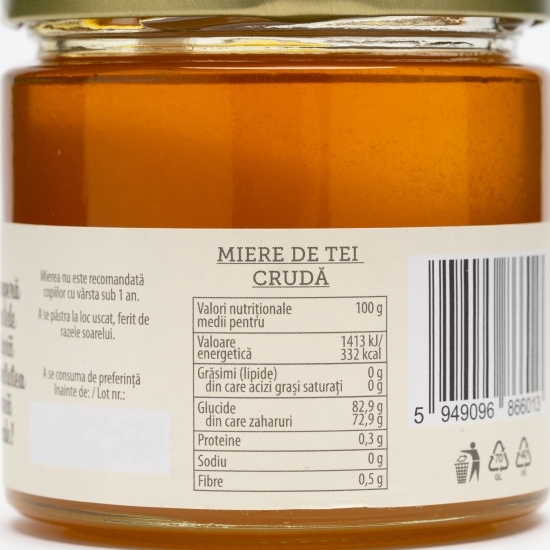 Mierea nu este recomandată
copiilor cu vârsta sub 1 an.
A se păstra la loc uscat, ferit de
razele soarelui.
A se consuma de preferință
înainte de: / Lot nr.:
MIERE DE TEI
CRUDĂ
Valori nutriționale 100 g
medii pentru
Valoare 1413 kJ/
energetică 332 kcal
Grăsimi (lipide) 0 g
din care acizi grași saturați 0 g
Glucide 82,9 g
din care zaharuri 72,9 g
Proteine 0,3 g
Sodiu 0 g
Fibre 0,5 g
5 949096 866013
70
GL